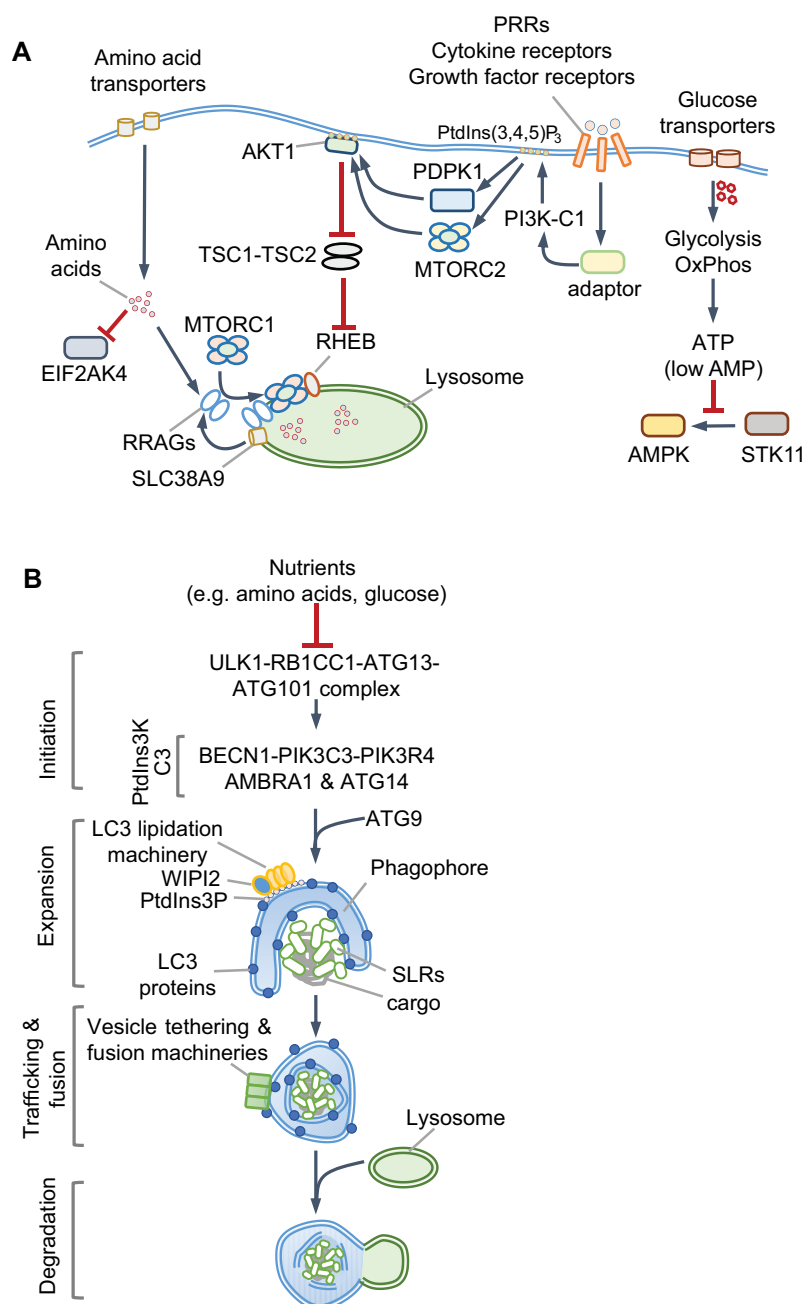 A
Amino acid
transporters
PRRs
Cytokine receptors
Growth factor receptors
Glucose
transporters
PtdIns(3,4,5)P3
AKT1
PDPK1
PI3K-C1
MTORC2
adaptor
Glycolysis
OxPhos
TSC1-TSC2
Amino
acids
MTORC1
RHEB
ATP
(low AMP)
EIF2AK4
Lysosome
RRAGs
SLC38A9
AMPK
STK11
B
Nutrients
(e.g. amino acids, glucose)
Initiation
ULK1-RB1CC1-ATG13-
ATG101 complex
PtdIns3K
C3
BECN1-PIK3C3-PIK3R4
AMBRA1 & ATG14
Expansion
ATG9
LC3 lipidation
machinery
WIPI2
PtdIns3P
Phagophore
LC3
proteins
SLRs
cargo
Trafficking &
fusion
Vesicle tethering &
fusion machineries
Lysosome
Degradation